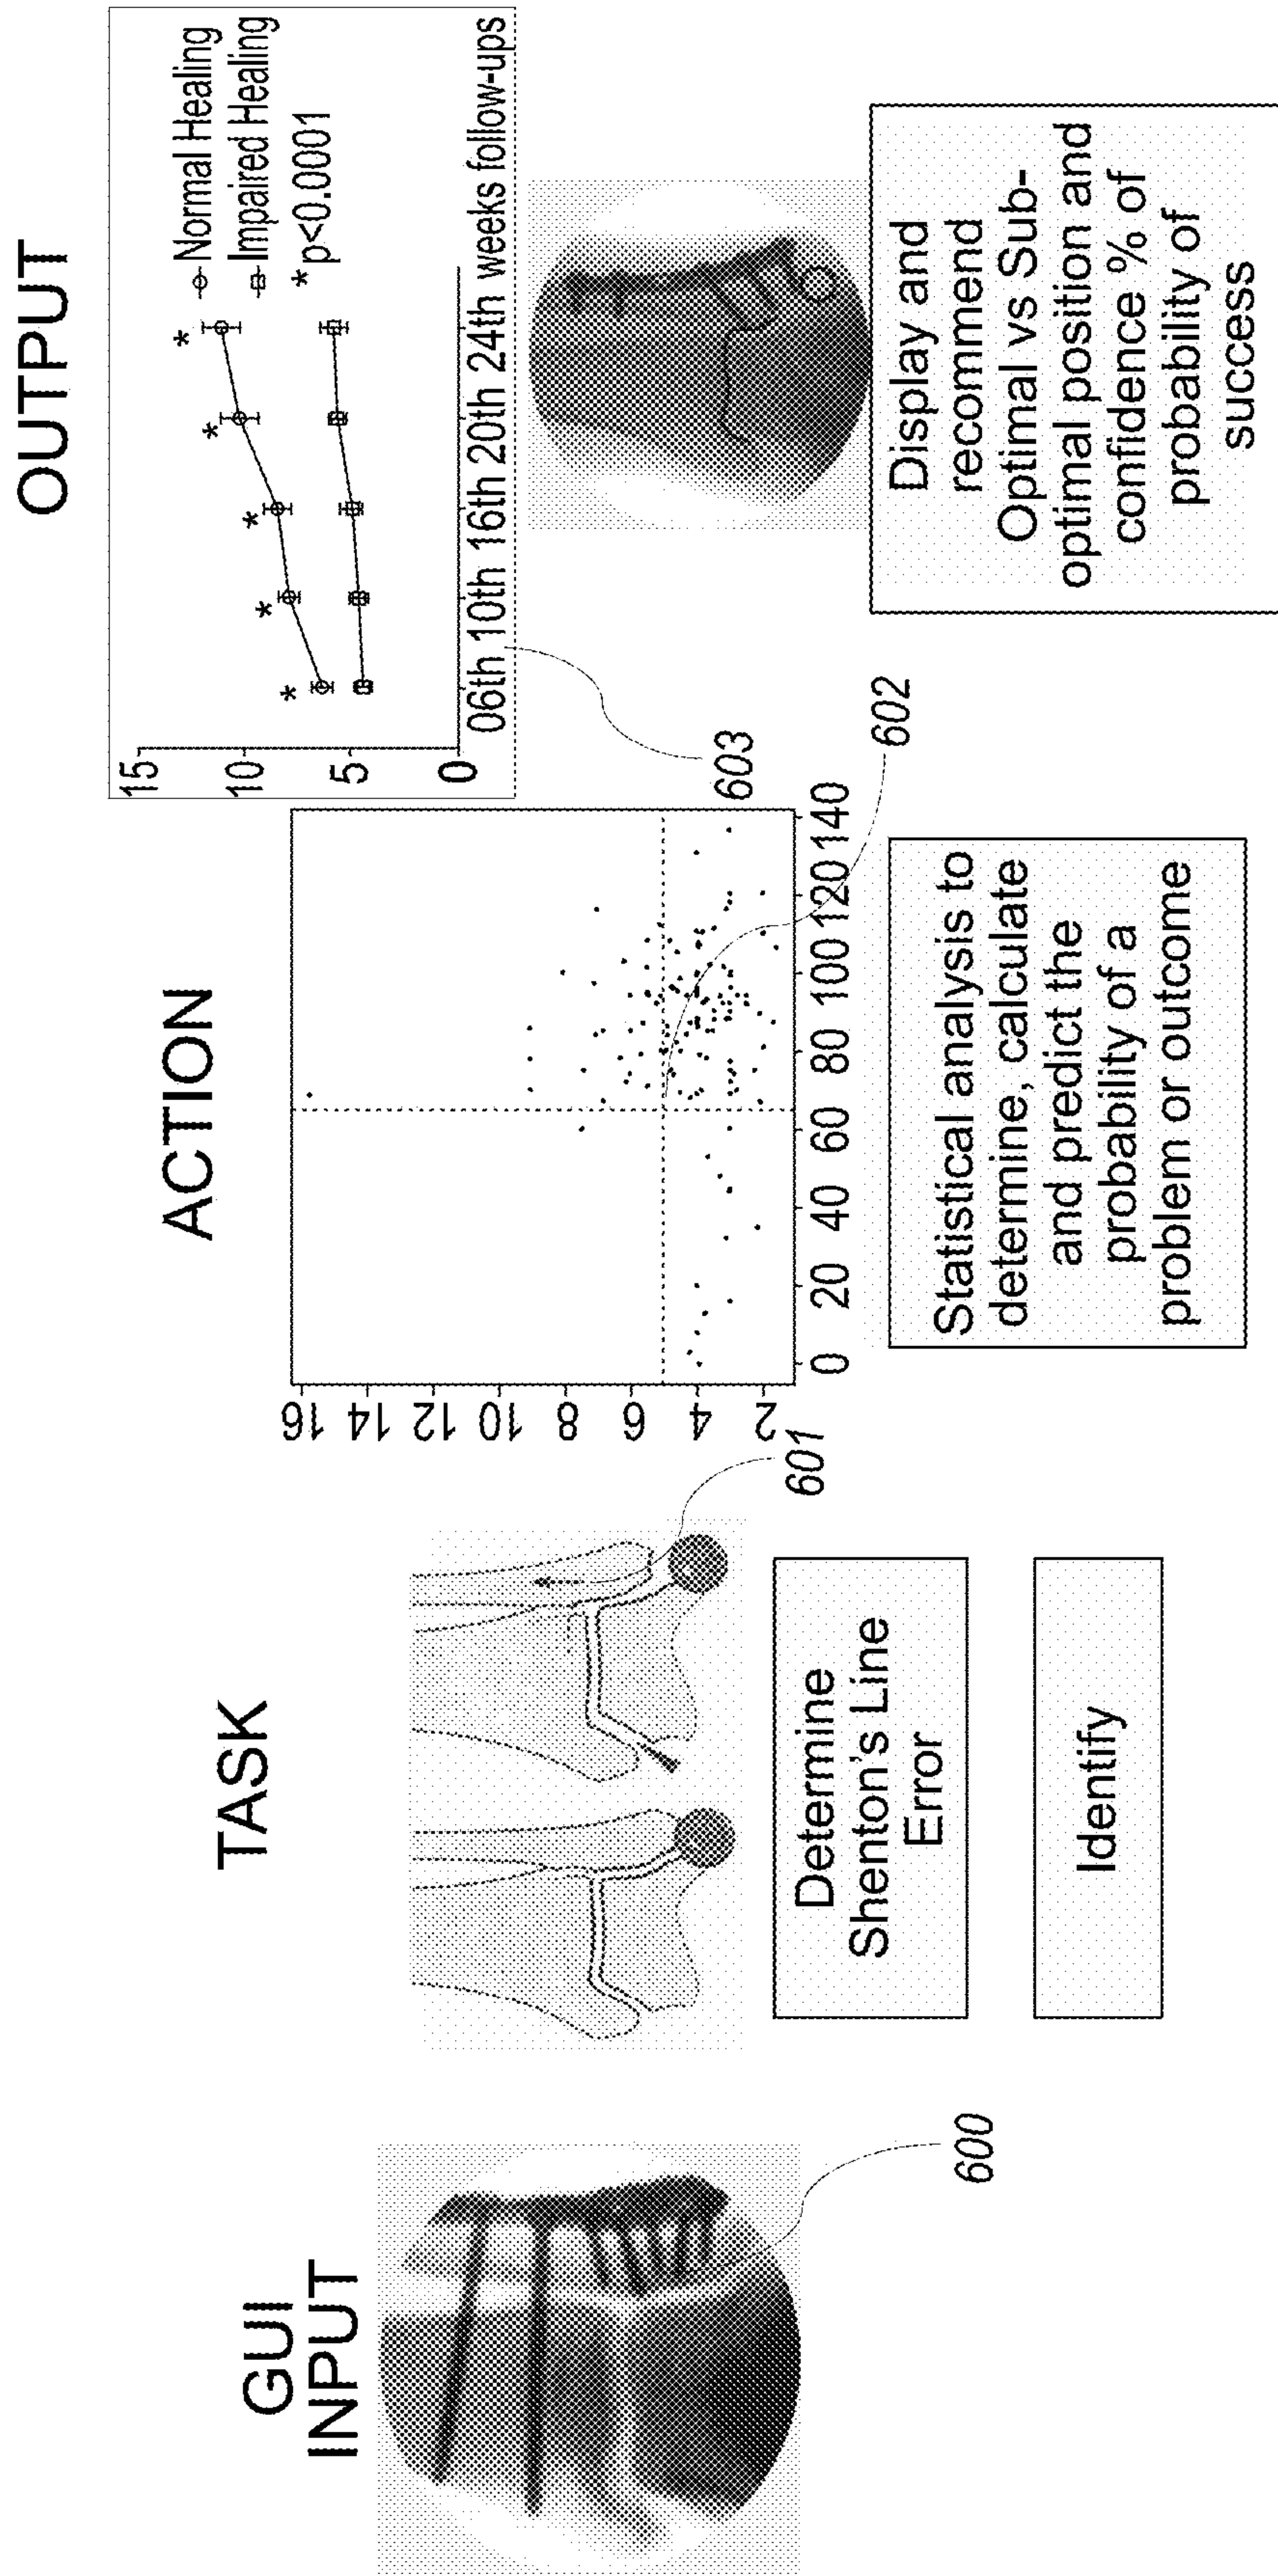 GUI
INPUT
600
TASK
601
Determine
Shenton's Line
Error
Identify
ACTION
16
14
12
10
8
6
4
2
0 20 40 60 80 100 120 140
602
Statistical analysis to
determine, calculate
and predict the
probability of a
problem or outcome
OUTPUT
15
10
5
0
Normal Healing
Impaired Healing
* p<0.0001
* * * * *
06th 10th 16th 20th 24th weeks follow-ups
603
Display and
recommend
Optimal vs Sub-
optimal position and
confidence % of
probability of
success